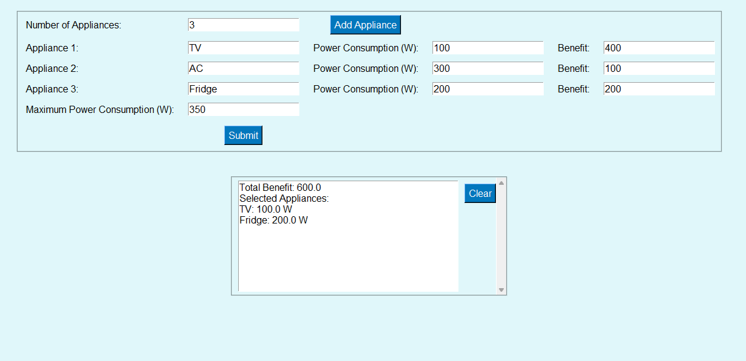 Number of Appliances: 3 Add Appliance
Appliance 1: TV Power Consumption (W): 100 Benefit: 400
Appliance 2: AC Power Consumption (W): 300 Benefit: 100
Appliance 3: Fridge Power Consumption (W): 200 Benefit: 200
Maximum Power Consumption (W): 350
Submit
Total Benefit: 600.0
Clear
Selected Appliances:
TV: 100.0 W
Fridge: 200.0 W